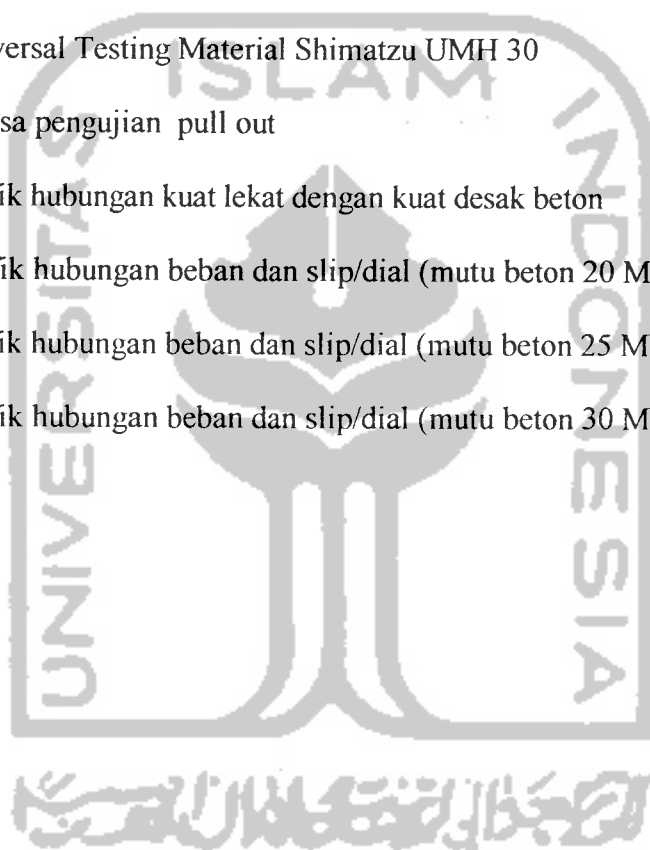 versal Testing Material Shimatzu UMH 30
ISLAM
sa pengujian pull out
ik hubungan kuat lekat dengan kuat desak beton
ik hubungan beban dan slip/dial (mutu beton 20 M
ik hubungan beban dan slip/dial (mutu beton 25 M
ik hubungan beban dan slip/dial (mutu beton 30 M
UNIVERSITAS
INDONESIA